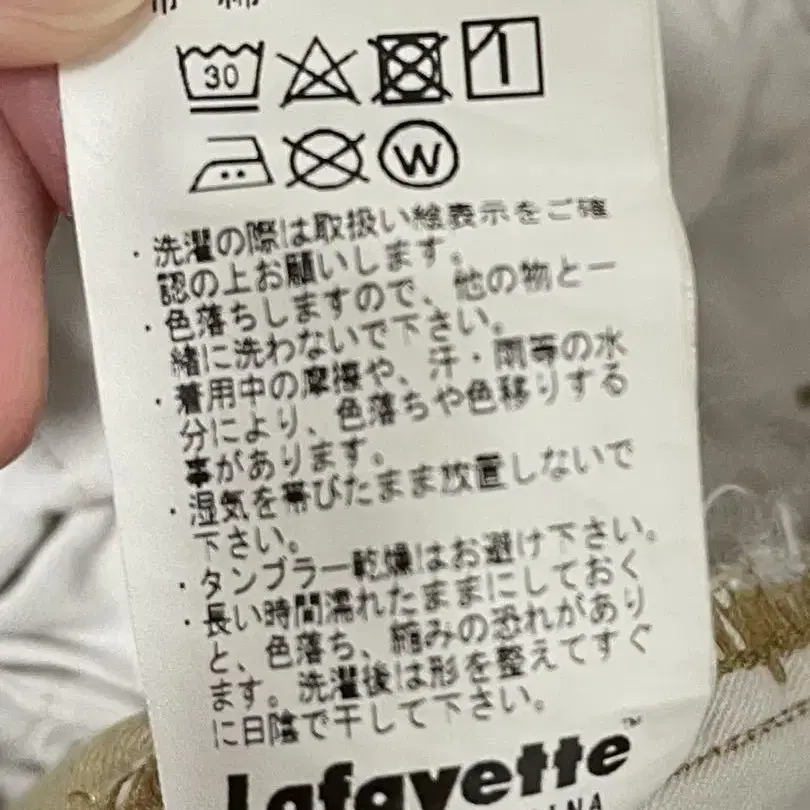 30
W
・洗濯の際は取扱い絵表示をご確
認の上お願いします。
・色落ちしますので、他の物と一
緒に洗わないで下さい。
・着用中の摩擦や、汗・雨等の水
分により、色落ちや色移りする
事があります。
・湿気を帯びたまま放置しないで
下さい。
・タンブラー乾燥はお避け下さい。
・長い時間濡れたままにしておく
と、色落ち、縮みの恐れがあり
ます。洗濯後は形を整えてすぐ
に日陰で干して下さい。
Lafayette™